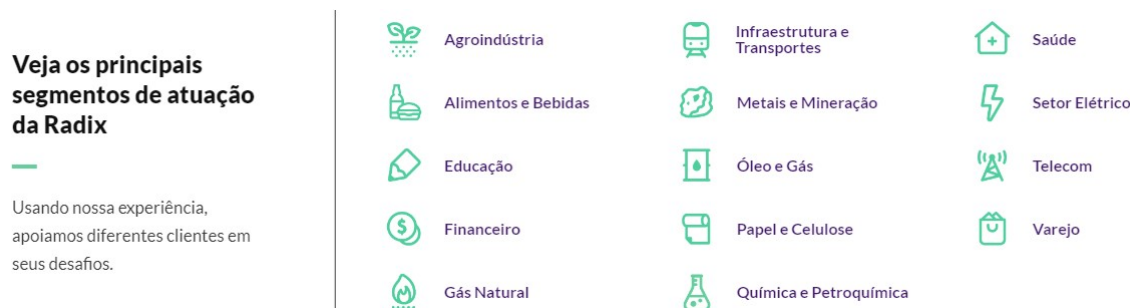 Veja os principais
segmentos de atuação
da Radix
Usando nossa experiência,
apoiamos diferentes clientes em
seus desafios.
Agroindústria
Alimentos e Bebidas
Educação
Financeiro
Gás Natural
Infraestrutura e
Transportes
Metais e Mineração
Óleo e Gás
Papel e Celulose
Química e Petroquímica
Saúde
Setor Elétrico
Telecom
Varejo